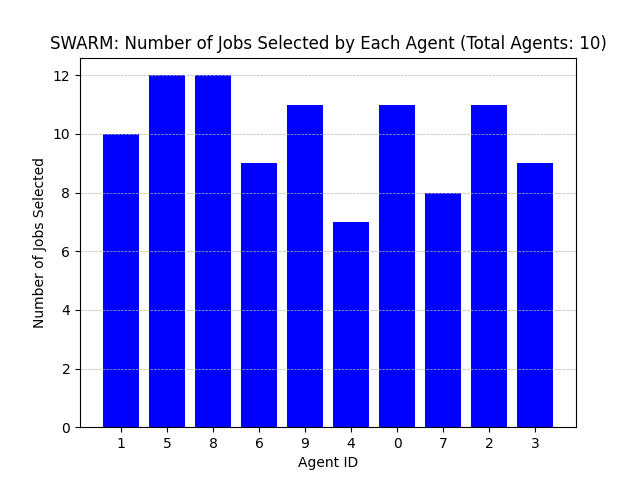 SWARM: Number of Jobs Selected by Each Agent (Total Agents: 10)
12
10
8
6
4
2
0
Number of Jobs Selected
1 5 8 6 9 4 0 7 2 3
Agent ID